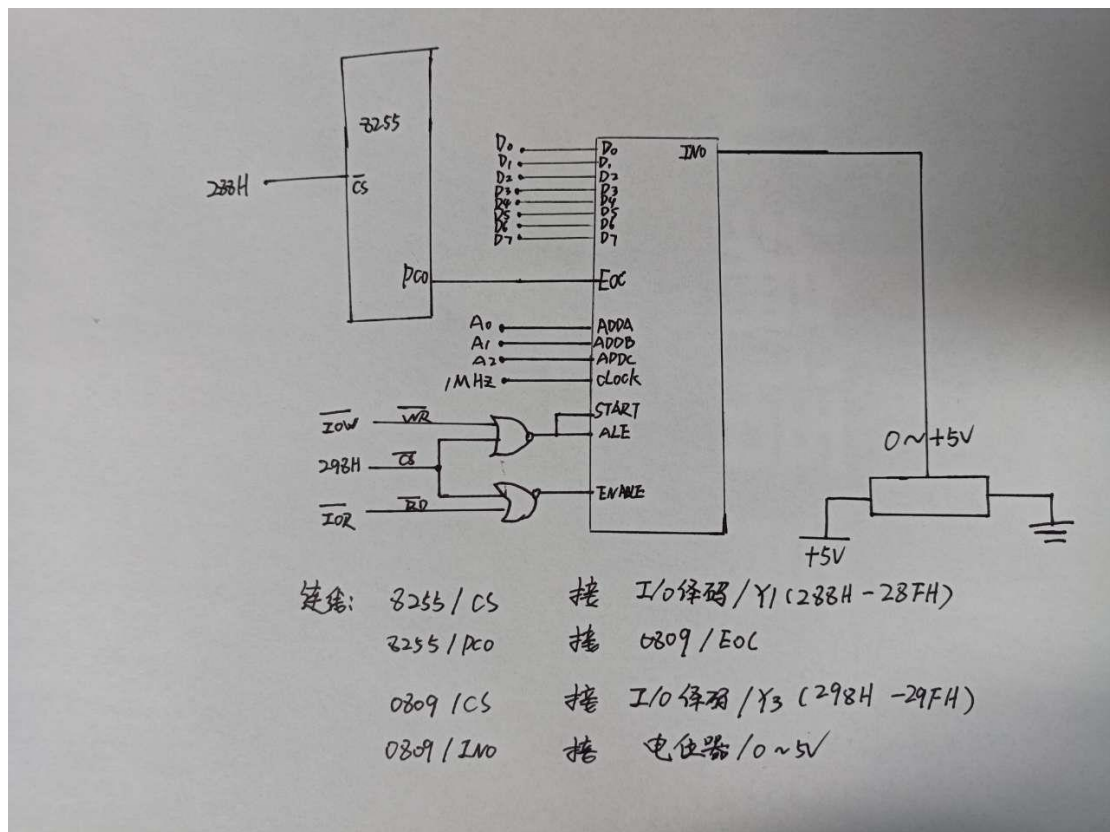 8255
288H
CS
PC0
D0 D0 IN0
D1 D1
D2 D2
D3 D3
D4 D4
D5 D5
D6 D6
D7 D7
EOC
A0 ADDA
A1 ADDB
A2 ADDC
1MHZ CLOCK
START
IOW WR
ALE
298H CS
IOR RD
ENABLE
0~+5V
+5V
连线: 8255/CS 接 I/O译码/Y1(288H-28FH)
8255/PC0 接 0809/EOC
0809/CS 接 I/O译码/Y3(298H-29FH)
0809/IN0 接 电位器/0~5V